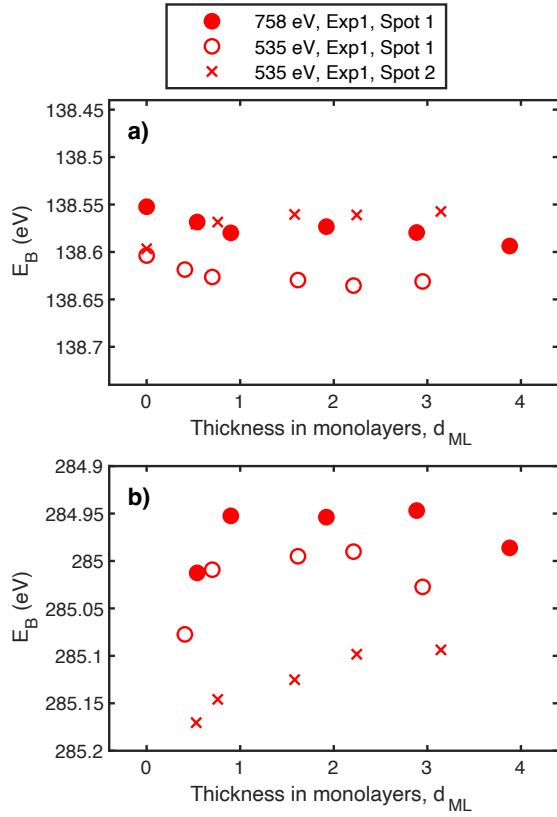 758 eV, Exp1, Spot 1
535 eV, Exp1, Spot 1
535 eV, Exp1, Spot 2
a)
138.45
138.5
138.55
138.6
138.65
138.7
E_B (eV)
0 1 2 3 4
Thickness in monolayers, d_ML
b)
284.9
284.95
285
285.05
285.1
285.15
285.2
E_B (eV)
0 1 2 3 4
Thickness in monolayers, d_ML